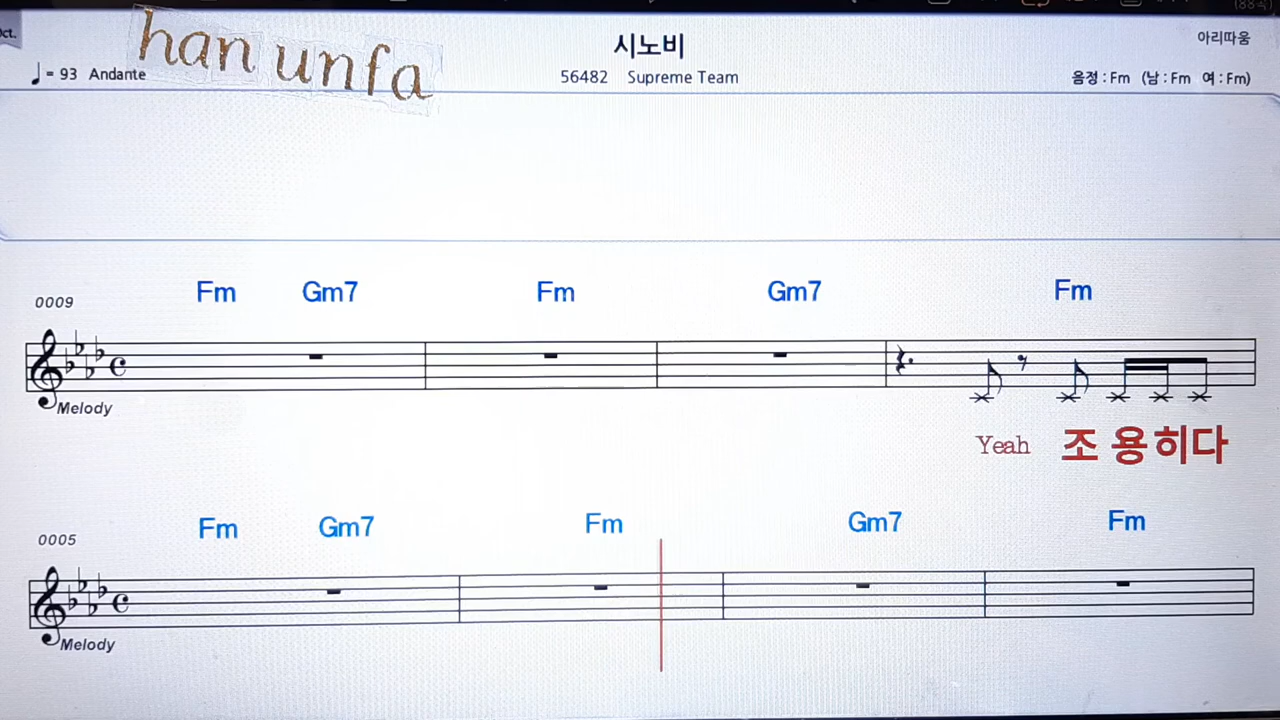 ct.
han unfa
시노비
아리따움
♩= 93 Andante
56482 Supreme Team
음정 : Fm (남 : Fm 여 : Fm)
Fm Gm7 Fm Gm7 Fm
0009
Melody
Yeah 조 용 히 다
Fm Gm7 Fm Gm7 Fm
0005
Melody